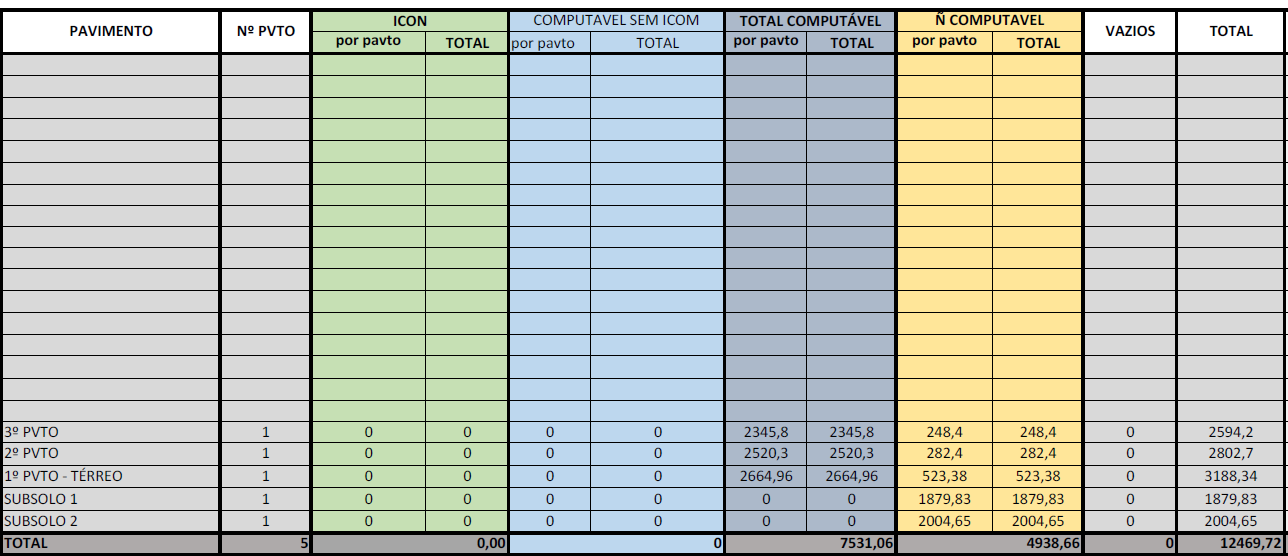 PAVIMENTO Nº PVTO ICON COMPUTAVEL SEM ICOM TOTAL COMPUTÁVEL Ñ COMPUTAVEL VAZIOS TOTAL
por pavto TOTAL por pavto TOTAL por pavto TOTAL por pavto TOTAL
3º PVTO 1 0 0 0 0 2345,8 2345,8 248,4 248,4 0 2594,2
2º PVTO 1 0 0 0 0 2520,3 2520,3 282,4 282,4 0 2802,7
1º PVTO - TÉRREO 1 0 0 0 0 2664,96 2664,96 523,38 523,38 0 3188,34
SUBSOLO 1 1 0 0 0 0 0 0 1879,83 1879,83 0 1879,83
SUBSOLO 2 1 0 0 0 0 0 0 2004,65 2004,65 0 2004,65
TOTAL 5 0,00 0 7531,06 4938,66 0 12469,72